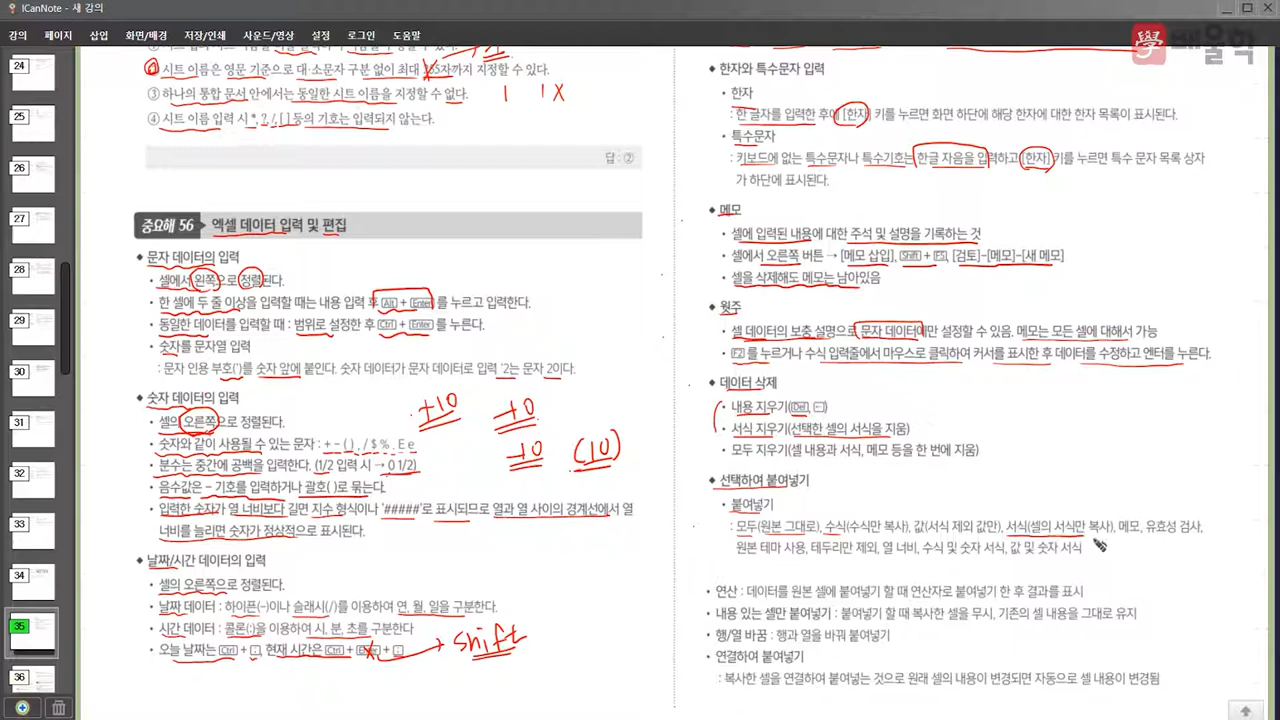 ICanNote - 새 강의
강의 페이지 삽입 화면/배경 저장/인쇄 사운드/영상 설정 로그인 도움말
學 배울학
24
25
26
27
28
29
30
31
32
33
34
35
36
② 시트 이름은 영문 기준으로 대·소문자 구분 없이 최대 255자까지 지정할 수 있다.
③ 하나의 통합 문서 안에서는 동일한 시트 이름을 지정할 수 없다.
④ 시트 이름 입력 시 *, ?, /, [ ] 등의 기호는 입력되지 않는다.
답 : ②
중요해 56 엑셀 데이터 입력 및 편집
◆ 문자 데이터의 입력
• 셀에서 왼쪽으로 정렬된다.
• 한 셀에 두 줄 이상을 입력할 때는 내용 입력 후 Alt + Enter 를 누르고 입력한다.
• 동일한 데이터를 입력할 때 : 범위로 설정한 후 Ctrl + Enter 를 누른다.
• 숫자를 문자열 입력
: 문자 인용 부호(')를 숫자 앞에 붙인다. 숫자 데이터가 문자 데이터로 입력 '2는 문자 2이다.
◆ 숫자 데이터의 입력
• 셀의 오른쪽으로 정렬된다.
• 숫자와 같이 사용될 수 있는 문자 : + - ( ) , / $ % . E e
• 분수는 중간에 공백을 입력한다. (1/2 입력 시 → 0 1/2)
• 음수값은 - 기호를 입력하거나 괄호( )로 묶는다.
• 입력한 숫자가 열 너비보다 길면 지수 형식이나 '#####'로 표시되므로 열과 열 사이의 경계선에서 열
너비를 늘리면 숫자가 정상적으로 표시된다.
+10 +0
-10 (10)
◆ 날짜/시간 데이터의 입력
• 셀의 오른쪽으로 정렬된다.
• 날짜 데이터 : 하이픈(-)이나 슬래시(/)를 이용하여 연, 월, 일을 구분한다.
• 시간 데이터 : 콜론(:)을 이용하여 시, 분, 초를 구분한다
• 오늘 날짜는 Ctrl + ; , 현재 시간은 Ctrl + Enter + ;
shift
◆ 한자와 특수문자 입력
• 한자
: 한 글자를 입력한 후에 [한자] 키를 누르면 화면 하단에 해당 한자에 대한 한자 목록이 표시된다.
• 특수문자
: 키보드에 없는 특수문자나 특수기호는 한글 자음을 입력하고 [한자] 키를 누르면 특수 문자 목록 상자
가 하단에 표시된다.
◆ 메모
• 셀에 입력된 내용에 대한 주석 및 설명을 기록하는 것
• 셀에서 오른쪽 버튼 → [메모 삽입], Shift + F2, [검토]-[메모]-[새 메모]
• 셀을 삭제해도 메모는 남아있음
◆ 윗주
• 셀 데이터의 보충 설명으로 문자 데이터에만 설정할 수 있음. 메모는 모든 셀에 대해서 가능
• F2 를 누르거나 수식 입력줄에서 마우스로 클릭하여 커서를 표시한 후 데이터를 수정하고 엔터를 누른다.
◆ 데이터 삭제
• 내용 지우기(Del, ←)
• 서식 지우기(선택한 셀의 서식을 지움)
• 모두 지우기(셀 내용과 서식, 메모 등을 한 번에 지움)
◆ 선택하여 붙여넣기
• 붙여넣기
: 모두(원본 그대로), 수식(수식만 복사), 값(서식 제외 값만), 서식(셀의 서식만 복사), 메모, 유효성 검사,
원본 테마 사용, 테두리만 제외, 열 너비, 수식 및 숫자 서식, 값 및 숫자 서식
• 연산 : 데이터를 원본 셀에 붙여넣기 할 때 연산자로 붙여넣기 한 후 결과를 표시
• 내용 있는 셀만 붙여넣기 : 붙여넣기 할 때 복사한 셀을 무시, 기존의 셀 내용을 그대로 유지
• 행/열 바꿈 : 행과 열을 바꿔 붙여넣기
• 연결하여 붙여넣기
: 복사한 셀을 연결하여 붙여넣는 것으로 원래 셀의 내용이 변경되면 자동으로 셀 내용이 변경됨